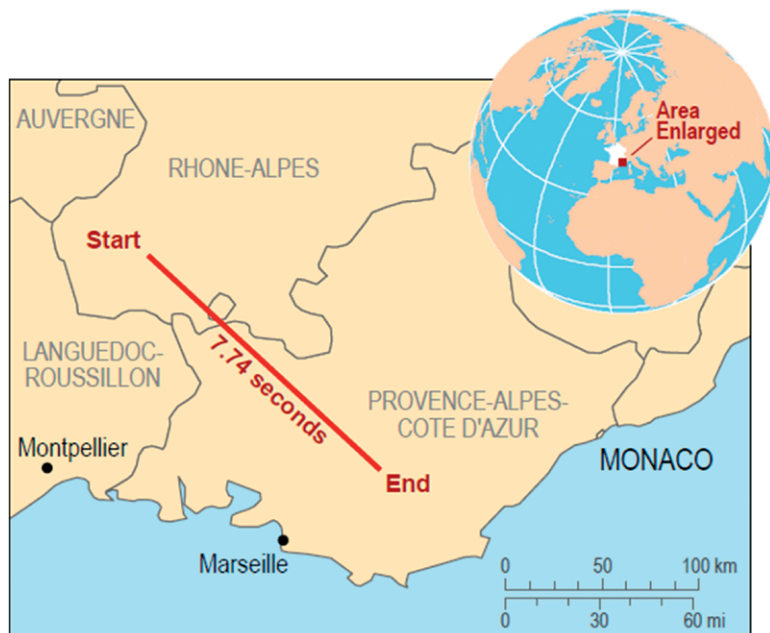 Area
Enlarged
AUVERGNE
RHONE-ALPES
Start
LANGUEDOC-
ROUSSILLON
7.74 seconds
PROVENCE-ALPES-
COTE D'AZUR
Montpellier
End
MONACO
Marseille
0 50 100 km
0 30 60 mi